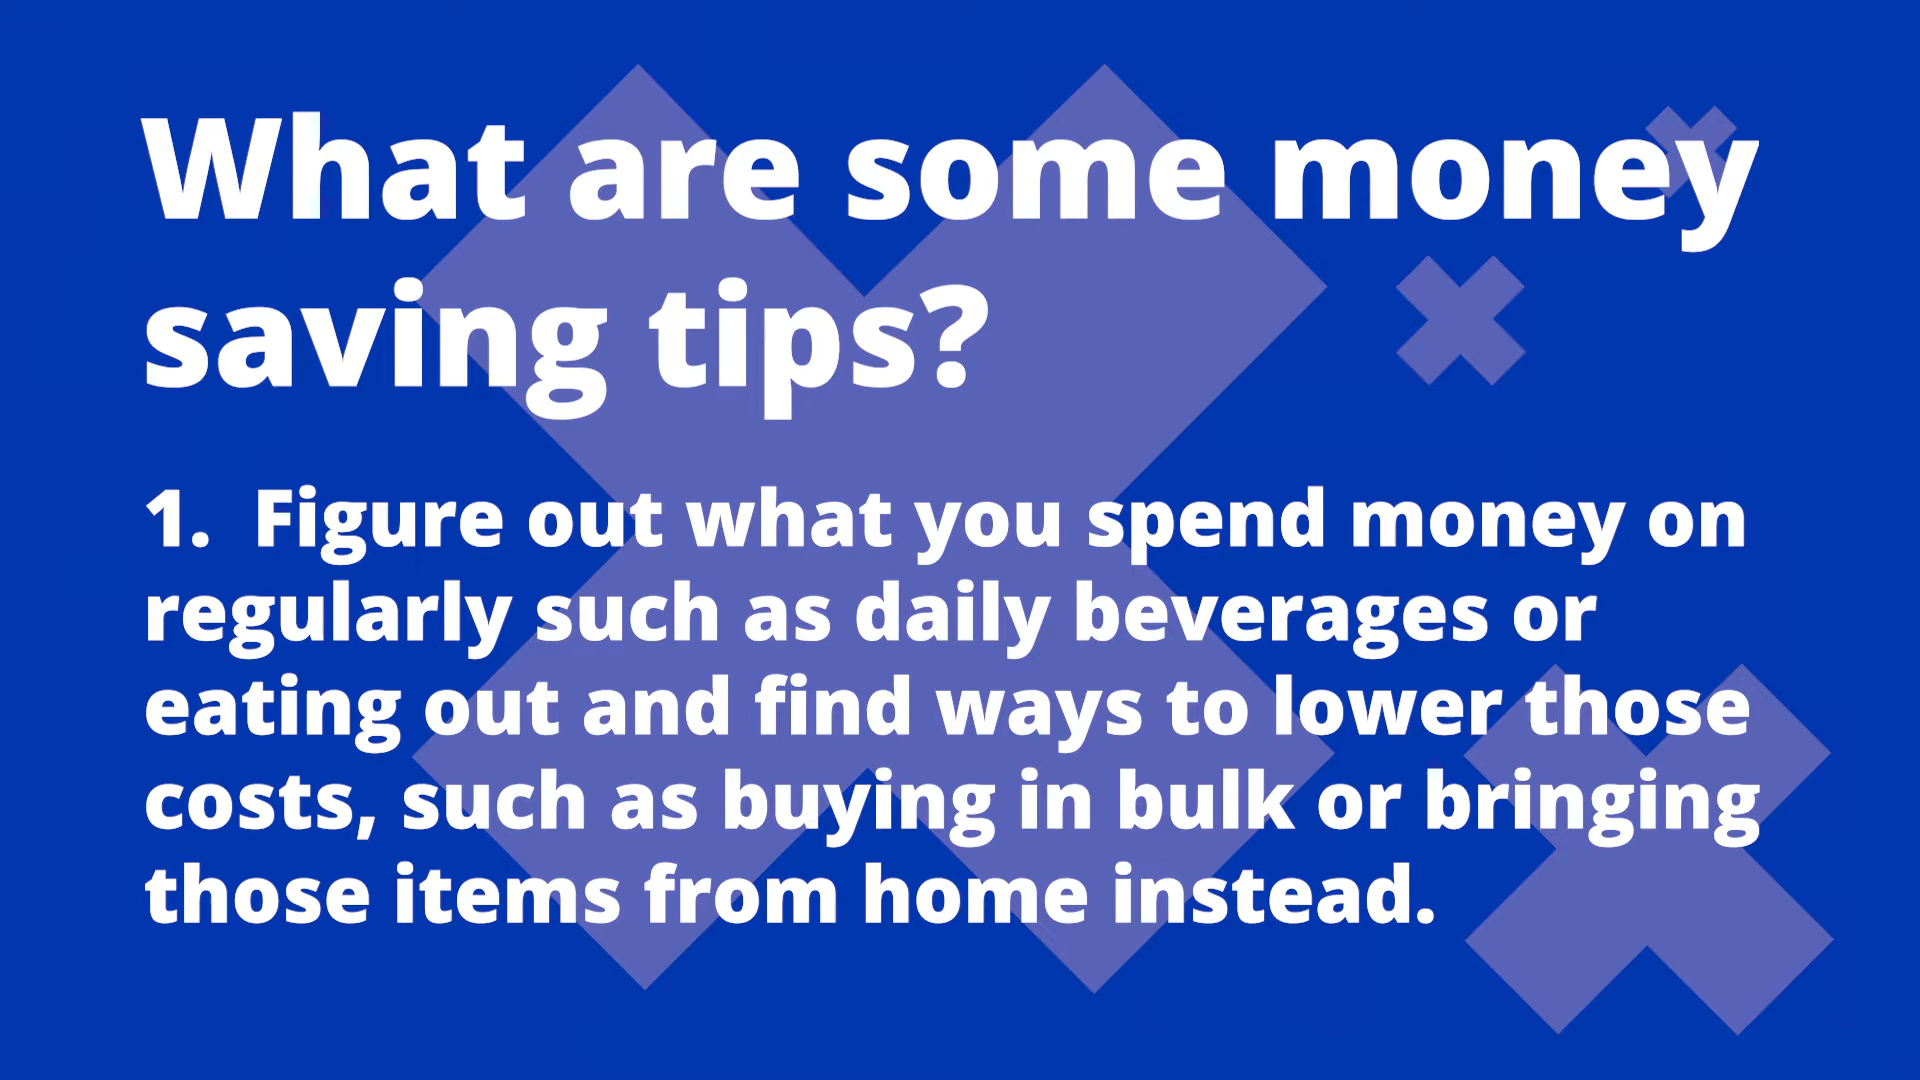 What are some money
saving tips?
1. Figure out what you spend money on
regularly such as daily beverages or
eating out and find ways to lower those
costs, such as buying in bulk or bringing
those items from home instead.